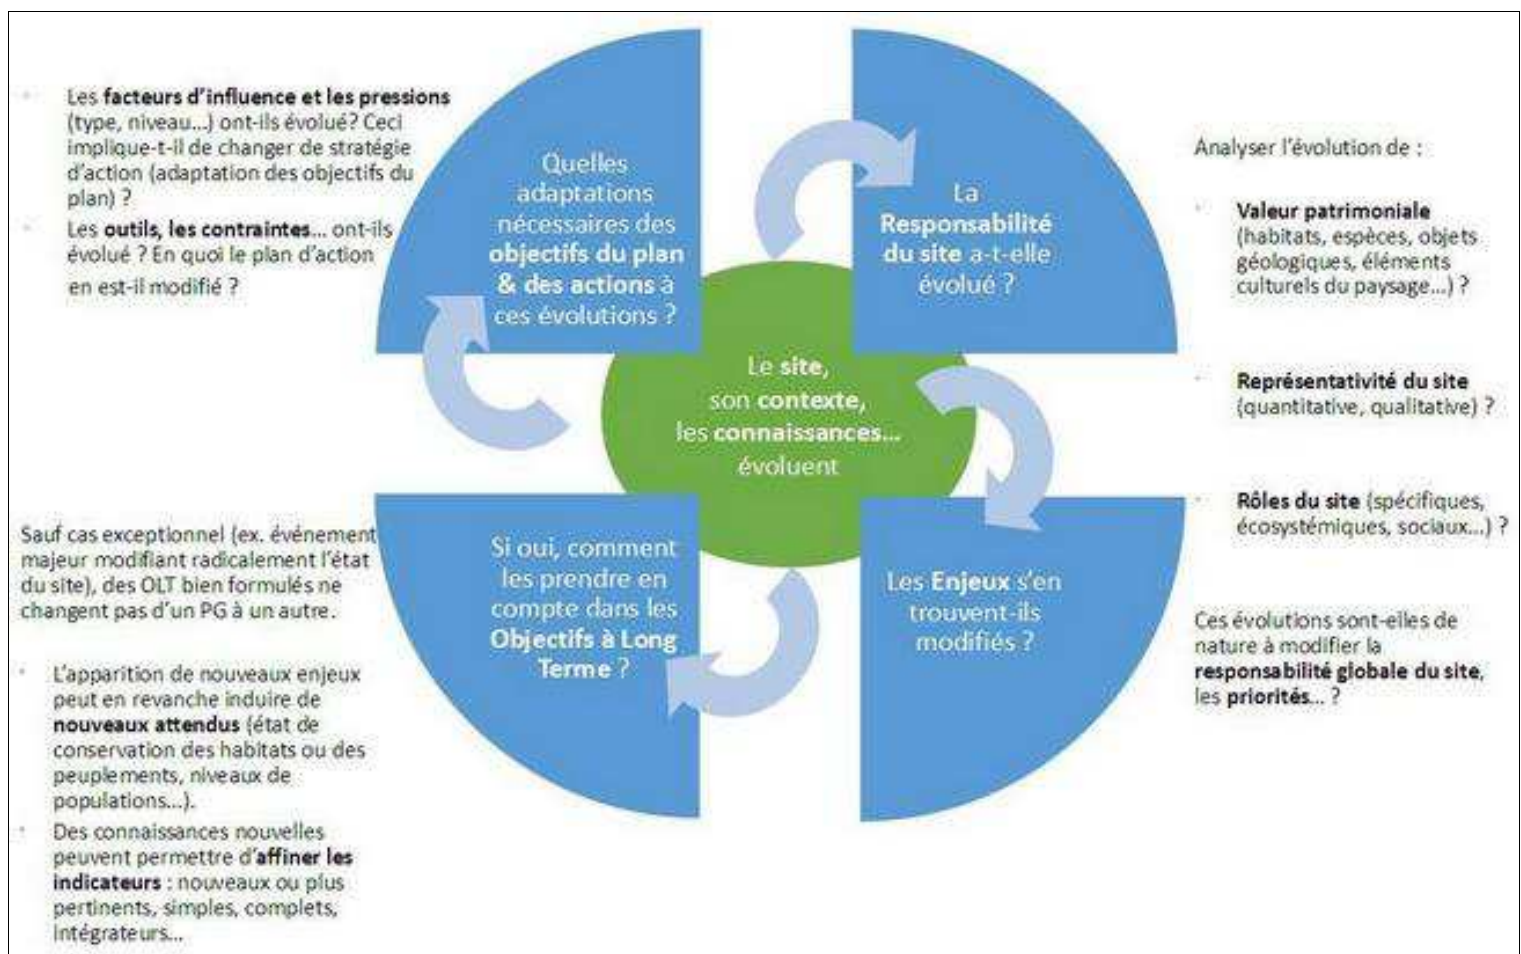 Les facteurs d'influence et les pressions
(type, niveau...) ont-ils évolué? Ceci
implique-t-il de changer de stratégie
d'action (adaptation des objectifs du
plan) ?
Les outils, les contraintes... ont-ils
évolué ? En quoi le plan d'action
en est-il modifié ?
Quelles
adaptations
nécessaires des
objectifs du plan
& des actions à
ces évolutions ?
La
Responsabilité
du site a-t-elle
évolué ?
Analyser l'évolution de :
Valeur patrimoniale
(habitats, espèces, objets
géologiques, éléments
culturels du paysage...) ?
Représentativité du site
(quantitative, qualitative) ?
Rôles du site (spécifiques,
écosystémiques, sociaux...) ?
Le site,
son contexte,
les connaissances...
évoluent
Les Enjeux s'en
trouvent-ils
modifiés ?
Ces évolutions sont-elles de
nature à modifier la
responsabilité globale du site,
les priorités... ?
Si oui, comment
les prendre en
compte dans les
Objectifs à Long
Terme ?
Sauf cas exceptionnel (ex. événement
majeur modifiant radicalement l'état
du site), des OLT bien formulés ne
changent pas d'un PG à un autre.
L'apparition de nouveaux enjeux
peut en revanche induire de
nouveaux attendus (état de
conservation des habitats ou des
peuplements, niveaux de
populations...).
Des connaissances nouvelles
peuvent permettre d'affiner les
indicateurs : nouveaux ou plus
pertinents, simples, complets,
intégrateurs...